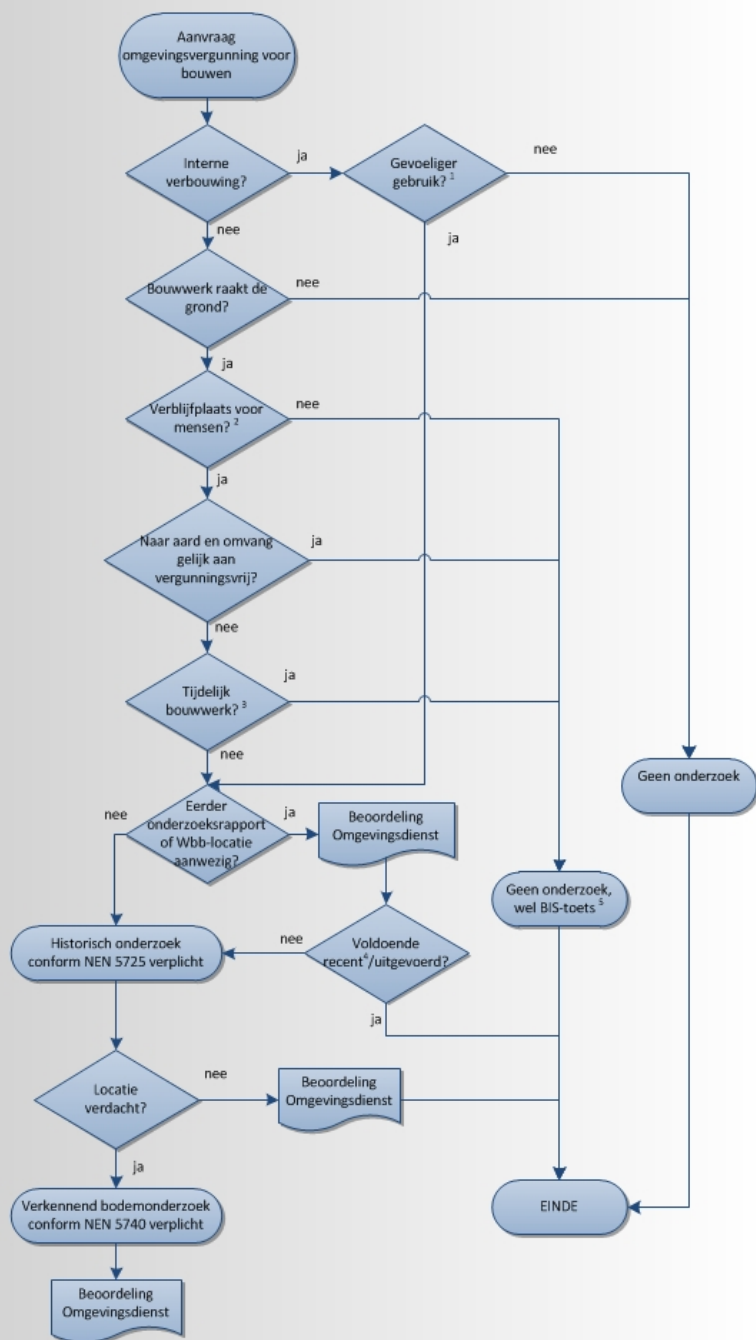 Aanvraag
omgevingsvergunning voor
bouwen
Interne
verbouwing?
ja
Gevoeliger
gebruik? 1
nee
nee
ja
Bouwwerk raakt de
grond?
nee
ja
Verblijfplaats voor
mensen? 2
nee
ja
Naar aard en omvang
gelijk aan
vergunningsvrij?
ja
nee
Tijdelijk
bouwwerk? 3
ja
nee
Geen onderzoek
nee
Eerder
onderzoeksrapport
of Wbb-locatie
aanwezig?
ja
Beoordeling
Omgevingsdienst
Geen onderzoek,
wel BIS-toets 5
Historisch onderzoek
conform NEN 5725 verplicht
nee
Voldoende
recent4/uitgevoerd?
ja
Locatie
verdacht?
nee
Beoordeling
Omgevingsdienst
ja
Verkennend bodemonderzoek
conform NEN 5740 verplicht
EINDE
Beoordeling
Omgevingsdienst